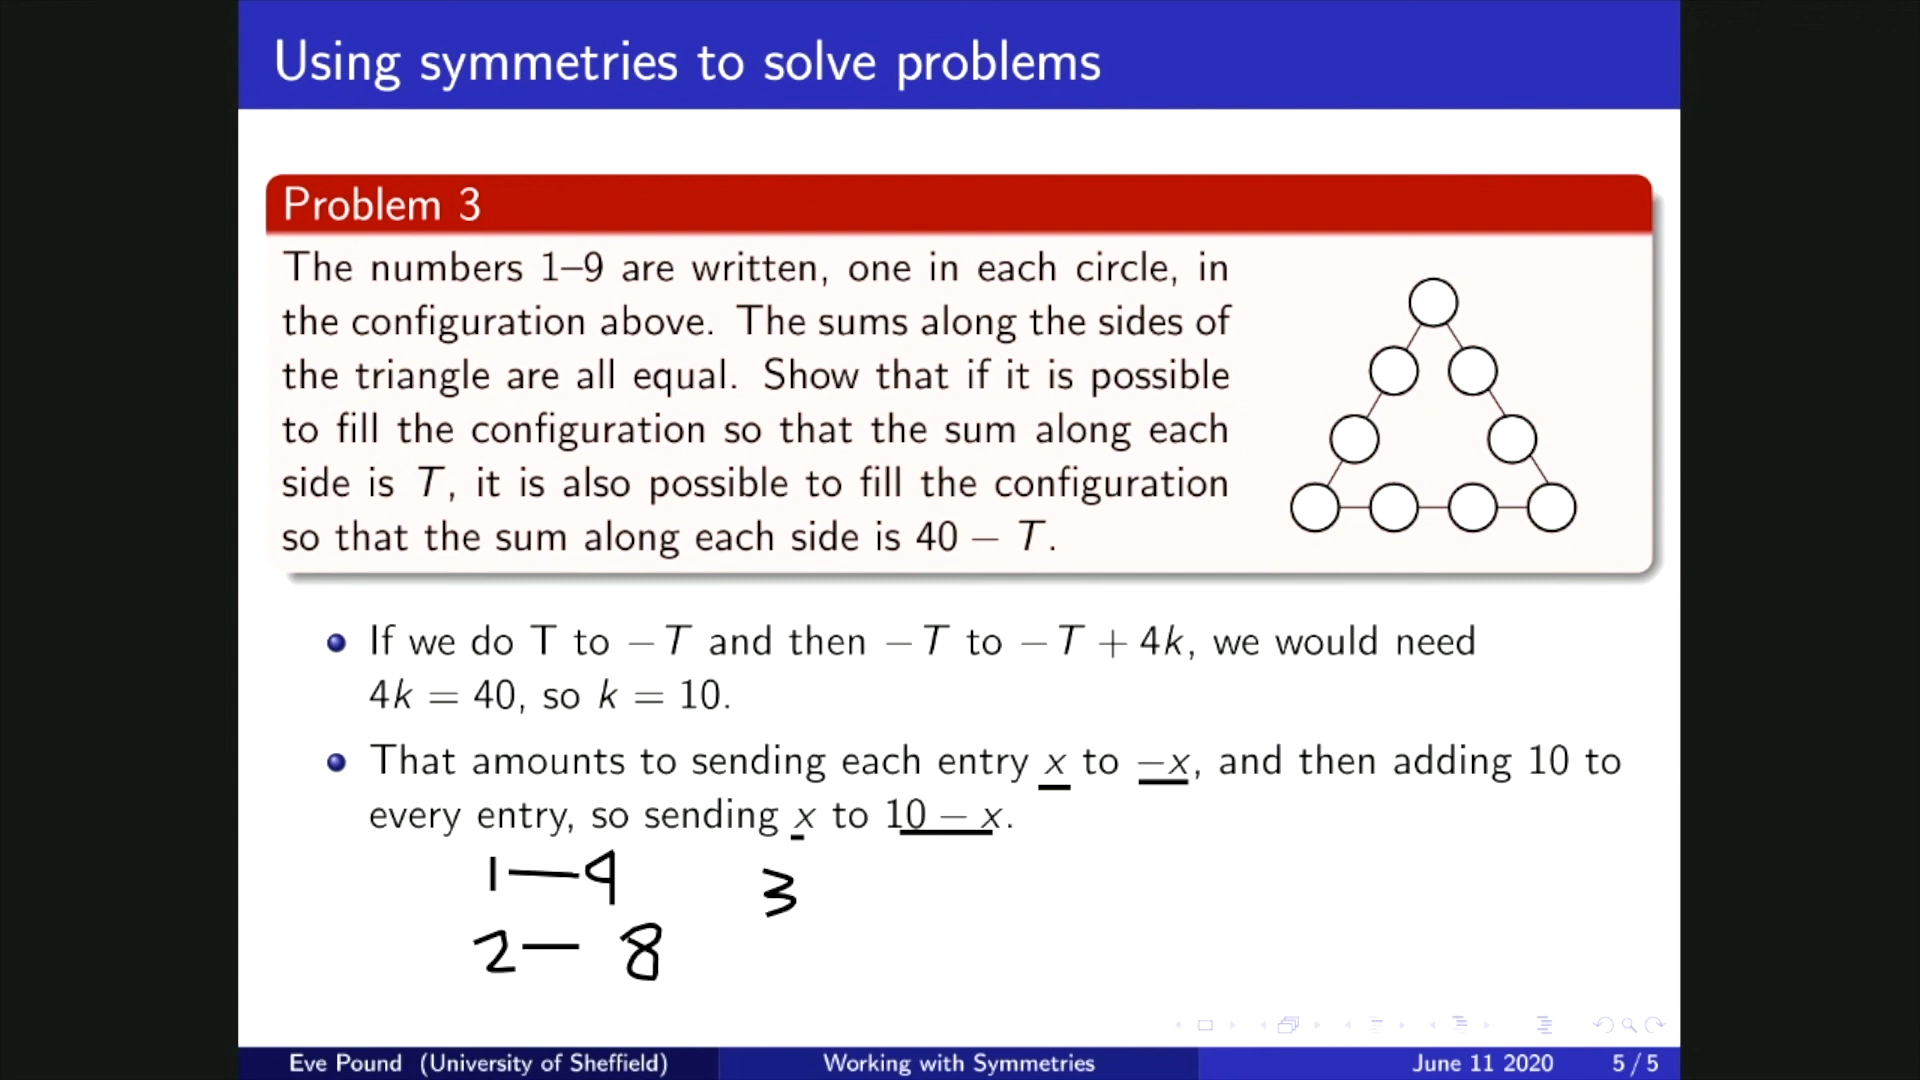 Using symmetries to solve problems
Problem 3
The numbers 1–9 are written, one in each circle, in
the configuration above. The sums along the sides of
the triangle are all equal. Show that if it is possible
to fill the configuration so that the sum along each
side is T, it is also possible to fill the configuration
so that the sum along each side is 40 − T.
If we do T to −T and then −T to −T + 4k, we would need
4k = 40, so k = 10.
That amounts to sending each entry x to −x, and then adding 10 to
every entry, so sending x to 10 − x.
1—9 3
2— 8
Eve Pound (University of Sheffield) Working with Symmetries June 11 2020 5 / 5